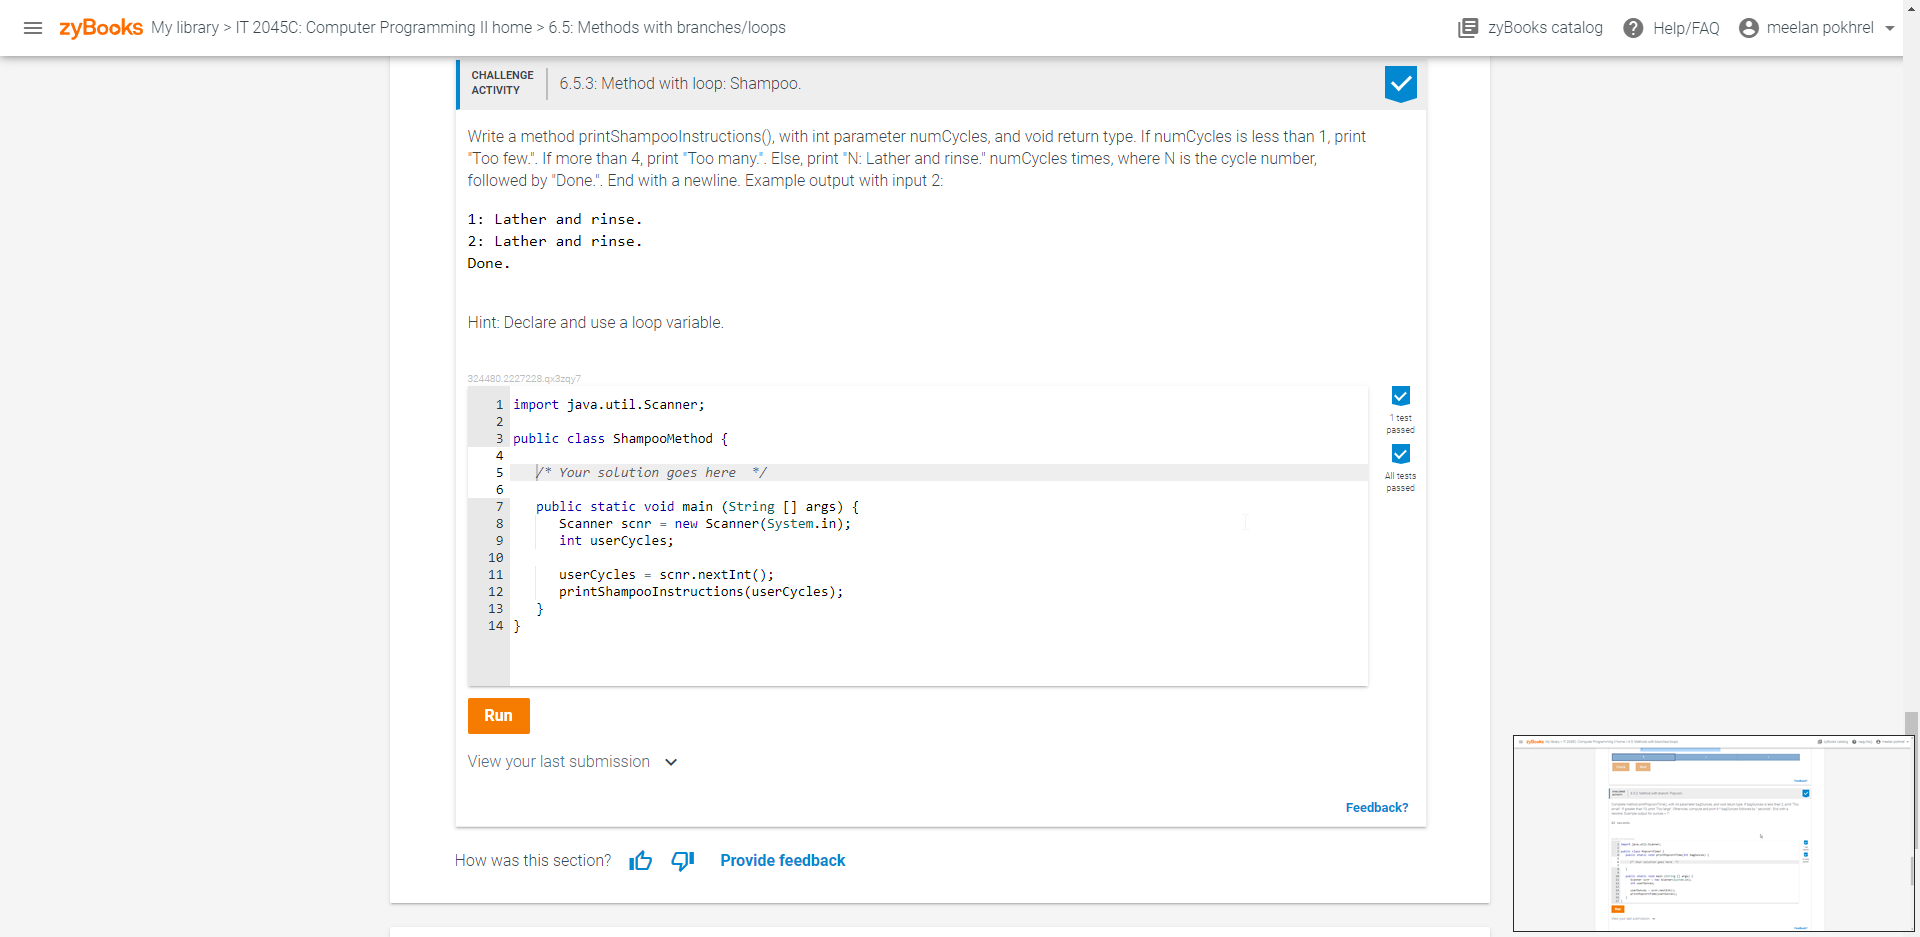 zyBooks My library > IT 2045C: Computer Programming II home > 6.5: Methods with branches/loops
zyBooks catalog
Help/FAQ
meelan pokhrel
CHALLENGE ACTIVITY
6.5.3: Method with loop: Shampoo.
Write a method printShampooInstructions(), with int parameter numCycles, and void return type. If numCycles is less than 1, print
"Too few.". If more than 4, print "Too many.". Else, print "N: Lather and rinse." numCycles times, where N is the cycle number,
followed by "Done.". End with a newline. Example output with input 2:
1: Lather and rinse.
2: Lather and rinse.
Done.
Hint: Declare and use a loop variable.
324480.2227228.qx3zqy7
1 import java.util.Scanner;
2
3 public class ShampooMethod {
4
5 /* Your solution goes here */
6
7 public static void main (String [] args) {
8 Scanner scnr = new Scanner(System.in);
9 int userCycles;
10
11 userCycles = scnr.nextInt();
12 printShampooInstructions(userCycles);
13 }
14 }
1 test
passed
All tests
passed
Run
View your last submission
Feedback?
How was this section?
Provide feedback